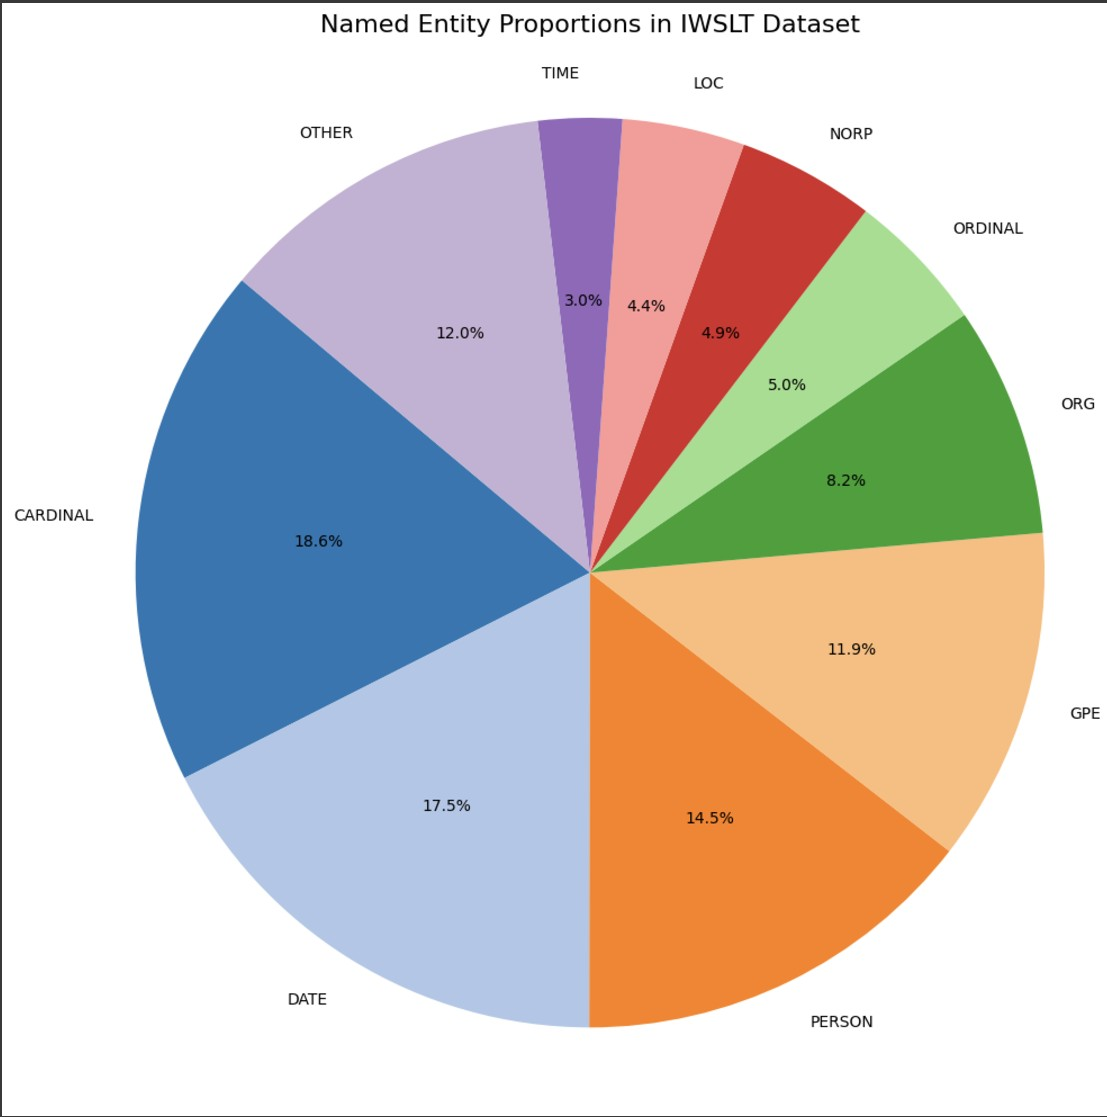 Named Entity Proportions in IWSLT Dataset
TIME
LOC
OTHER
NORP
ORDINAL
3.0%
4.4%
12.0%
4.9%
5.0%
ORG
8.2%
CARDINAL
18.6%
11.9%
GPE
17.5%
14.5%
DATE
PERSON